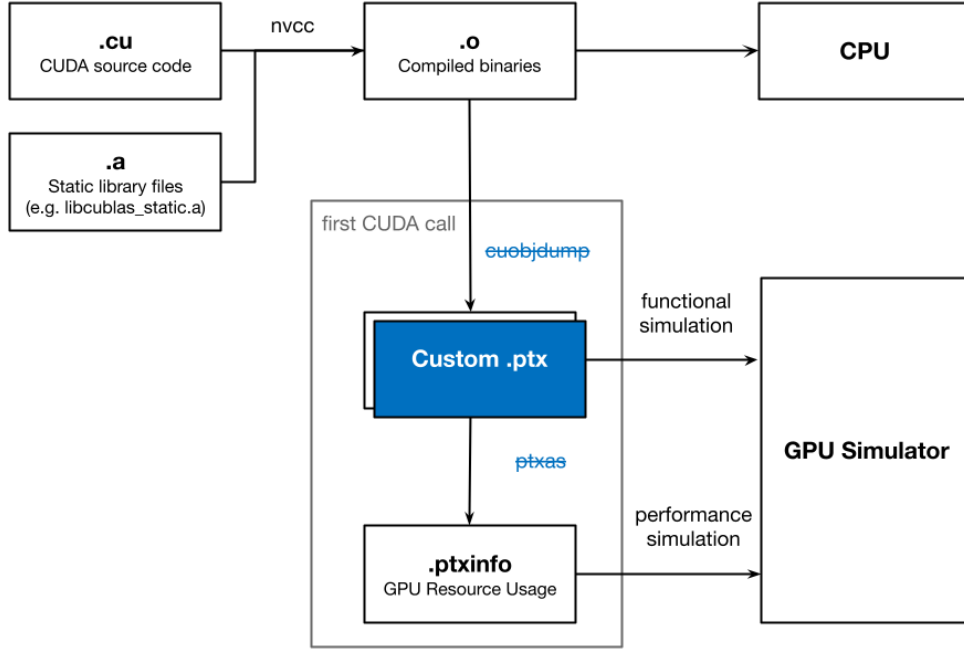 .cu
CUDA source code
nvcc
.o
Compiled binaries
CPU
.a
Static library files
(e.g. libcublas_static.a)
first CUDA call
cuobjdump
Custom .ptx
functional
simulation
ptxas
GPU Simulator
performance
simulation
.ptxinfo
GPU Resource Usage